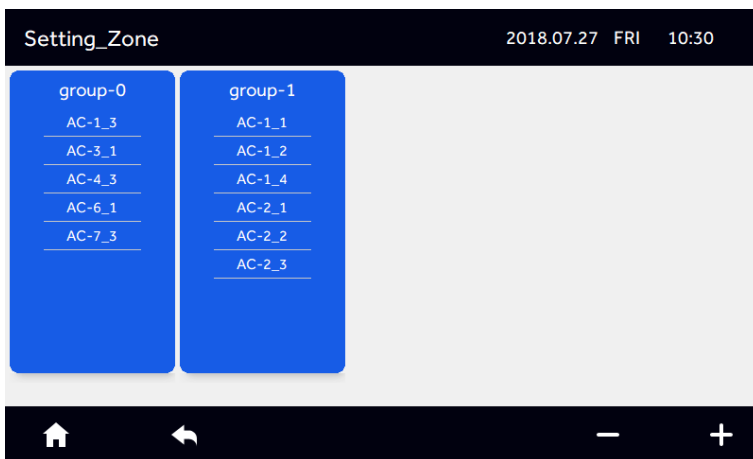 Setting_Zone 2018.07.27 FRI 10:30
group-0
AC-1_3
AC-3_1
AC-4_3
AC-6_1
AC-7_3
group-1
AC-1_1
AC-1_2
AC-1_4
AC-2_1
AC-2_2
AC-2_3